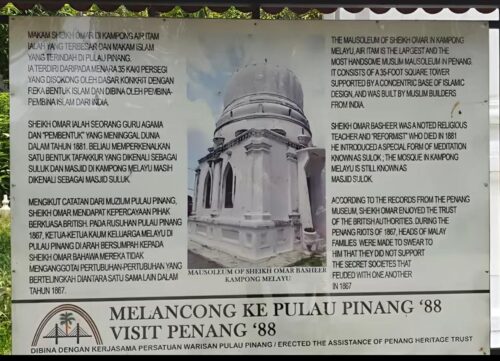 MAKAM SHEIKH OMAR DI KAMPONG AIR ITAM
IALAH YANG TERBESAR DAN MAKAM ISLAM
YANG TERINDAH DI PULAU PINANG.
IA TERDIRI DARIPADA MENARA 35 KAKI PERSEGI
YANG DISOKONG OLEH DASAR KONKRIT DENGAN
REKA BENTUK ISLAM DAN DIBINA OLEH PEMBINA-
PEMBINA ISLAM DARI INDIA.
SHEIKH OMAR IALAH SEORANG GURU AGAMA
DAN "PEMBENTUK" YANG MENINGGAL DUNIA
DALAM TAHUN 1881. BELIAU MEMPERKENALKAN
SATU BENTUK TAFAKKUR YANG DIKENALI SEBAGAI
SULUK DAN MASJID DI KAMPONG MELAYU MASIH
DIKENALI SEBAGAI MASJID SULUK.
MENGIKUT CATATAN DARI MUZIUM PULAU PINANG,
SHEIKH OMAR MENDAPAT KEPERCAYAAN PIHAK
BERKUASA BRITISH. PADA RUSUHAN PULAU PINANG
1867, KETUA-KETUA KAUM KELUARGA MELAYU DI
PULAU PINANG DI ARAH BERSUMPAH KEPADA
SHEIKH OMAR BAHAWA MEREKA TIDAK
MENGANGGOTAI PERTUBUHAN-PERTUBUHAN YANG
BERTELINGKAH DIANTARA SATU SAMA LAIN DALAM
TAHUN 1867.
MAUSOLEUM OF SHEIKH OMAR BASHEER
KAMPONG MELAYU
THE MAUSOLEUM OF SHEIKH OMAR IN KAMPONG
MELAYU, AIR ITAM IS THE LARGEST AND THE
MOST HANDSOME MUSLIM MAUSOLEUM IN PENANG.
IT CONSISTS OF A 35-FOOT SQUARE TOWER
SUPPORTED BY A CONCENTRIC BASE OF ISLAMIC
DESIGN, AND WAS BUILT BY MUSLIM BUILDERS
FROM INDIA.
SHEIKH OMAR BASHEER WAS A NOTED RELIGIOUS
TEACHER AND "REFORMIST" WHO DIED IN 1881
HE INTRODUCED A SPECIAL FORM OF MEDITATION
KNOWN AS SULOK ; THE MOSQUE IN KAMPONG
MELAYU IS STILL KNOWN AS
MASJID SULOK.
ACCORDING TO THE RECORDS FROM THE PENANG
MUSEUM, SHEIKH OMAR ENJOYED THE TRUST
OF THE BRITISH AUTHORITIES. DURING THE
PENANG RIOTS OF 1867, HEADS OF MALAY
FAMILIES WERE MADE TO SWEAR TO
HIM THAT THEY DID NOT SUPPORT
THE SECRET SOCIETIES THAT
FEUDED WITH ONE ANOTHER
IN 1867
MELANCONG KE PULAU PINANG '88
VISIT PENANG '88
DIBINA DENGAN KERJASAMA PERSATUAN WARISAN PULAU PINANG / ERECTED THE ASSISTANCE OF PENANG HERITAGE TRUST